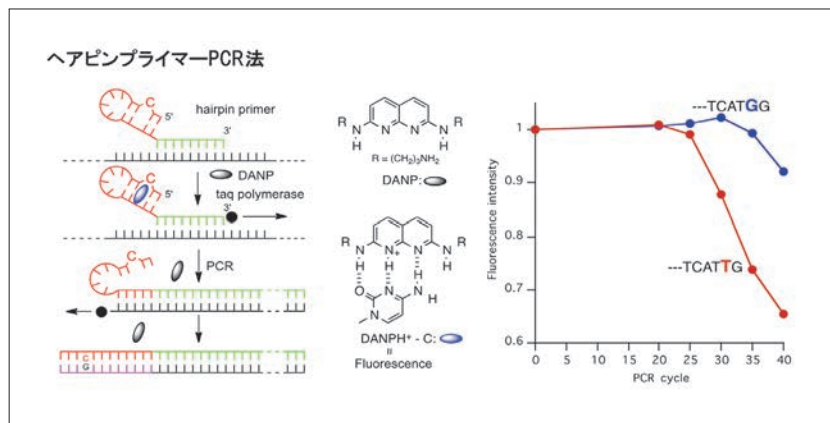 ヘアピンプライマーPCR法
C
5'
hairpin primer
3'
DANP
C
5'
3'
taq polymerase
C
PCR
C
G
R
N
N
N
N
R
H
H
R = (CH₂)₃NH₂
DANP:
R
N
N⁺
N
N
R
H
H
H
O
N
N
N
H
H
DANPH⁺ - C:
=
Fluorescence
---TCATGG
---TCATTG
Fluorescence intensity
1
0.9
0.8
0.7
0.6
0
5
10
15
20
25
30
35
40
PCR cycle